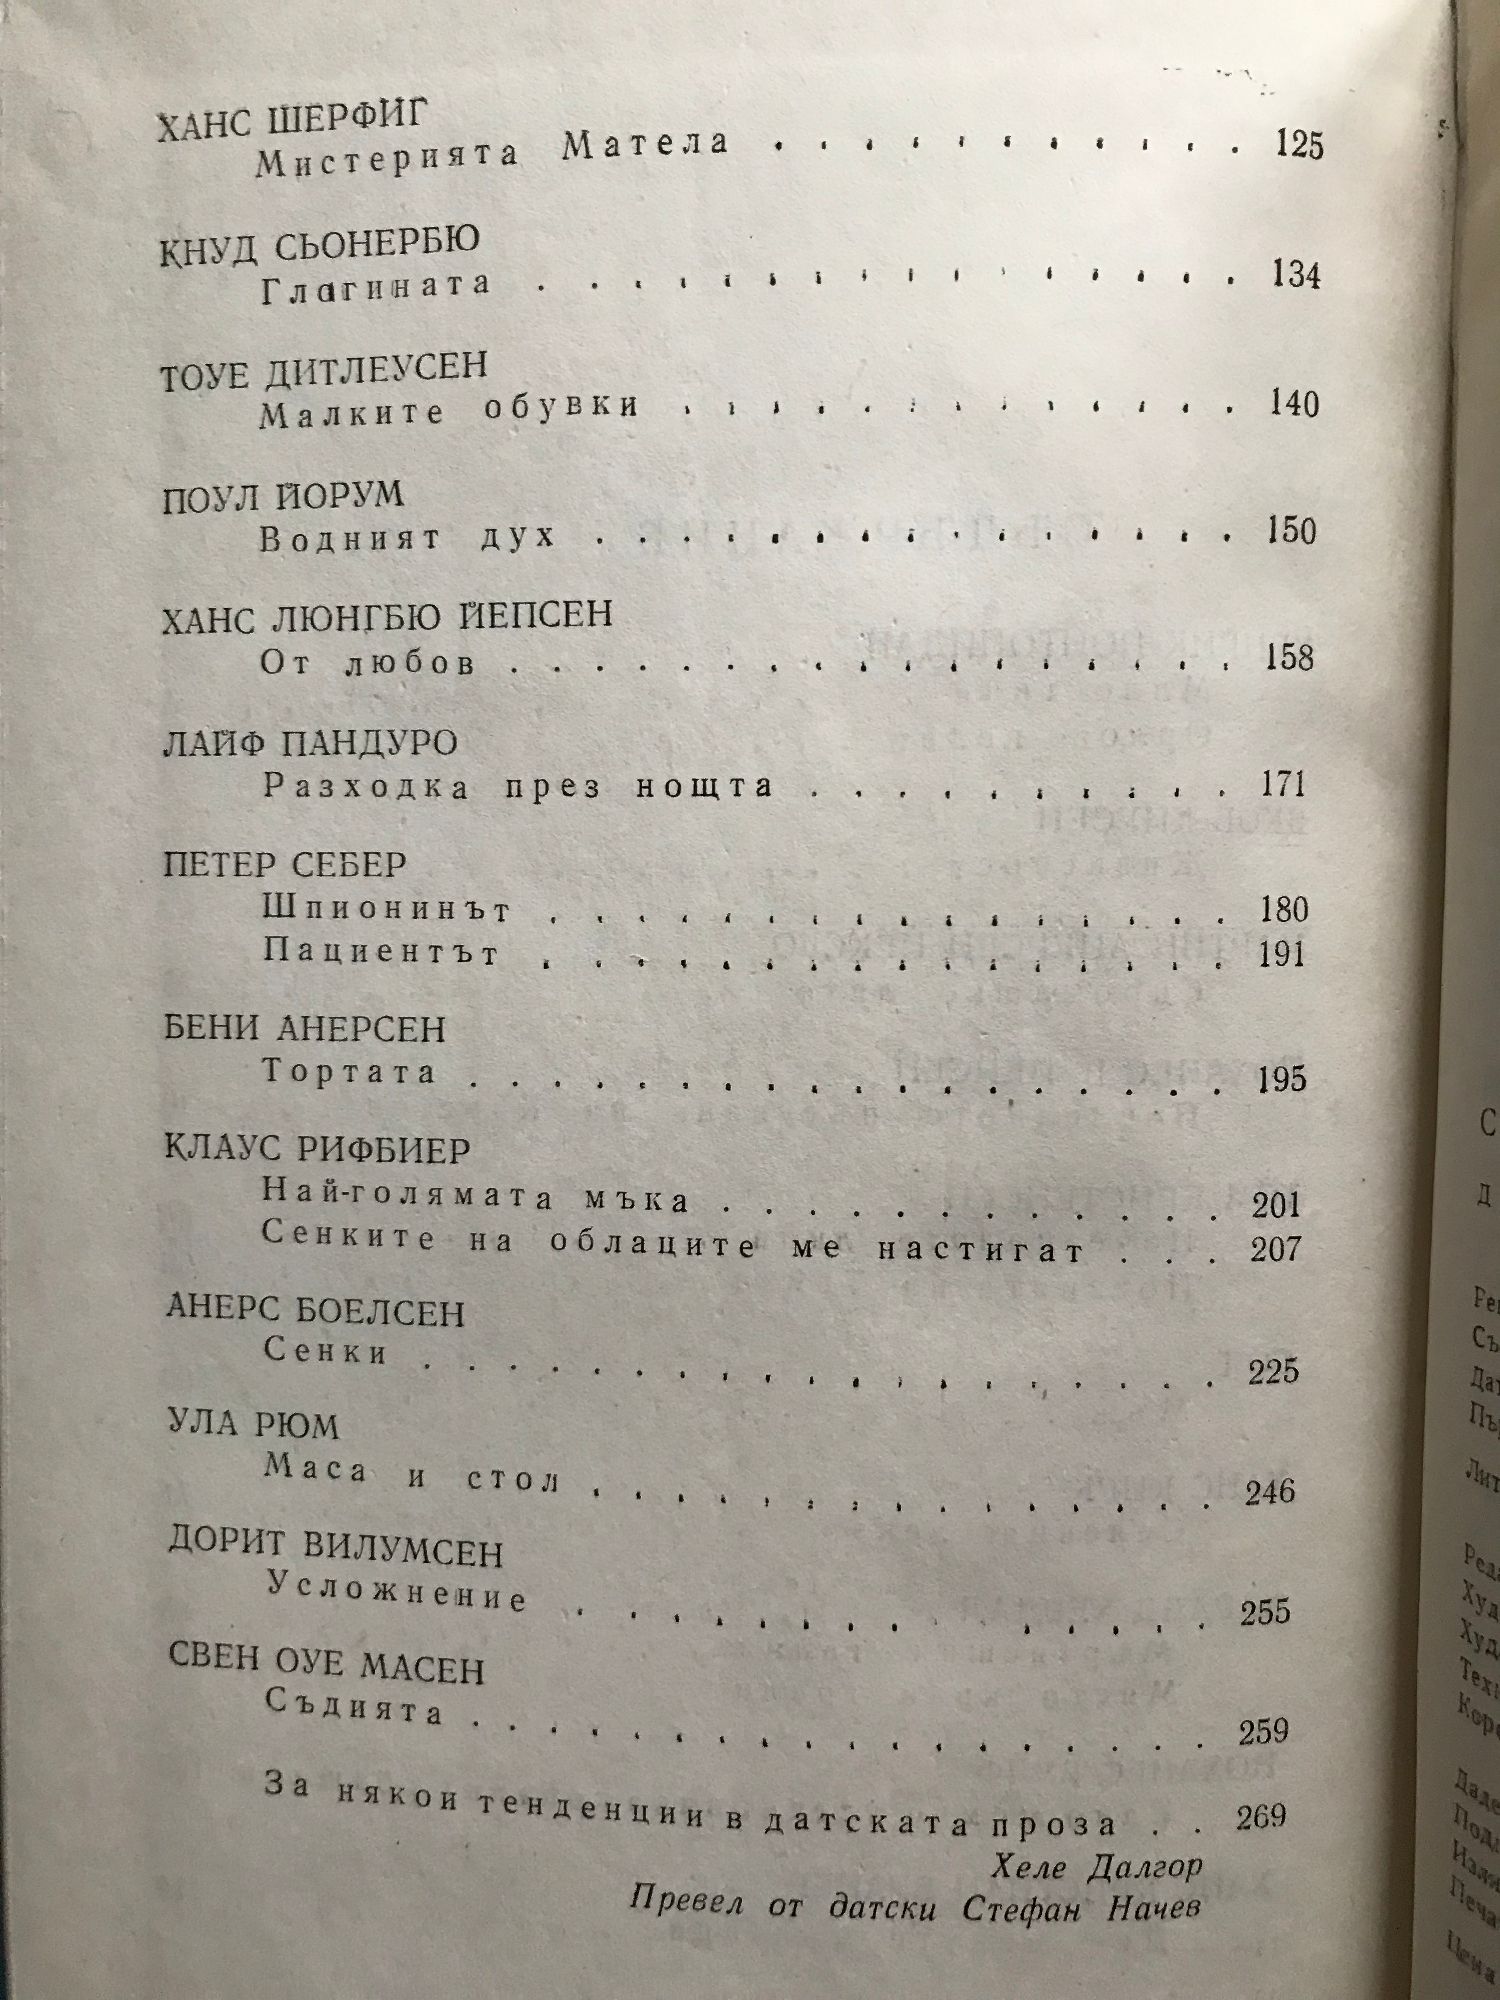 ХАНС ШЕРФИГ
Мистерията Матела . . . . . . . . . . . 125
КНУД СЬОНЕРБЮ
Глагината . . . . . . . . . . . . . . . . 134
ТОУЕ ДИТЛЕУСЕН
Малките обувки . . . . . . . . . . . . . 140
ПОУЛ ЙОРУМ
Водният дух . . . . . . . . . . . . . . . 150
ХАНС ЛЮНГБЮ ЙЕПСЕН
От любов . . . . . . . . . . . . . . . . . 158
ЛАЙФ ПАНДУРО
Разходка през нощта . . . . . . . . . . 171
ПЕТЕР СЕБЕР
Шпионинът . . . . . . . . . . . . . . . . 180
Пациентът . . . . . . . . . . . . . . . . 191
БЕНИ АНЕРСЕН
Тортата . . . . . . . . . . . . . . . . . . 195
КЛАУС РИФБИЕР
Най-голямата мъка . . . . . . . . . . . . 201
Сенките на облаците ме настигат . . . 207
АНЕРС БОЕЛСЕН
Сенки . . . . . . . . . . . . . . . . . . . 225
УЛА РЮМ
Маса и стол . . . . . . . . . . . . . . . 246
ДОРИТ ВИЛУМСЕН
Усложнение . . . . . . . . . . . . . . 255
СВЕН ОУЕ МАСЕН
Съдията . . . . . . . . . . . . . . . . . . 259
За някои тенденции в датската проза . . 269
Хеле Далгор
Превел от датски Стефан Начев